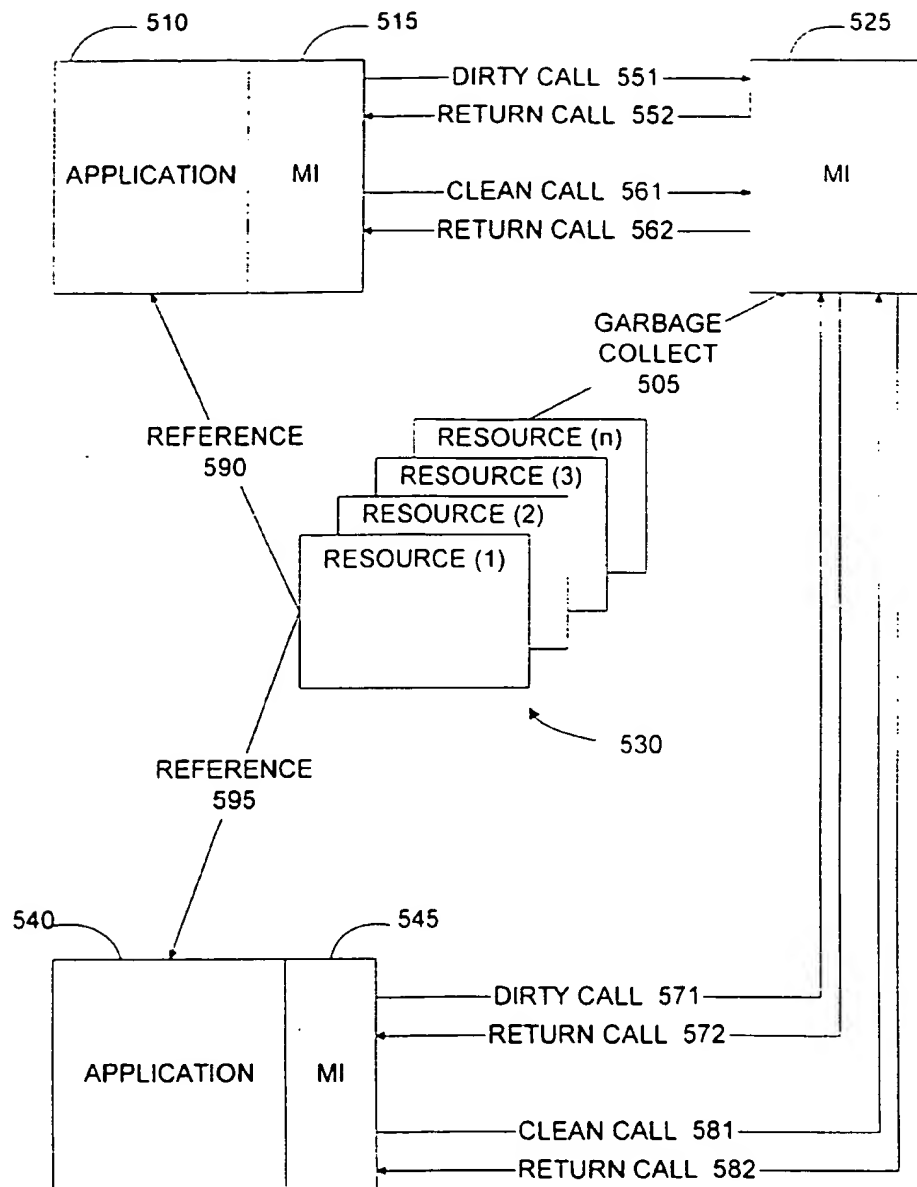 510
515
525
DIRTY CALL 551
RETURN CALL 552
APPLICATION
MI
MI
CLEAN CALL 561
RETURN CALL 562
GARBAGE
COLLECT
505
REFERENCE
590
RESOURCE (n)
RESOURCE (3)
RESOURCE (2)
RESOURCE (1)
530
REFERENCE
595
540
545
DIRTY CALL 571
RETURN CALL 572
APPLICATION
MI
CLEAN CALL 581
RETURN CALL 582